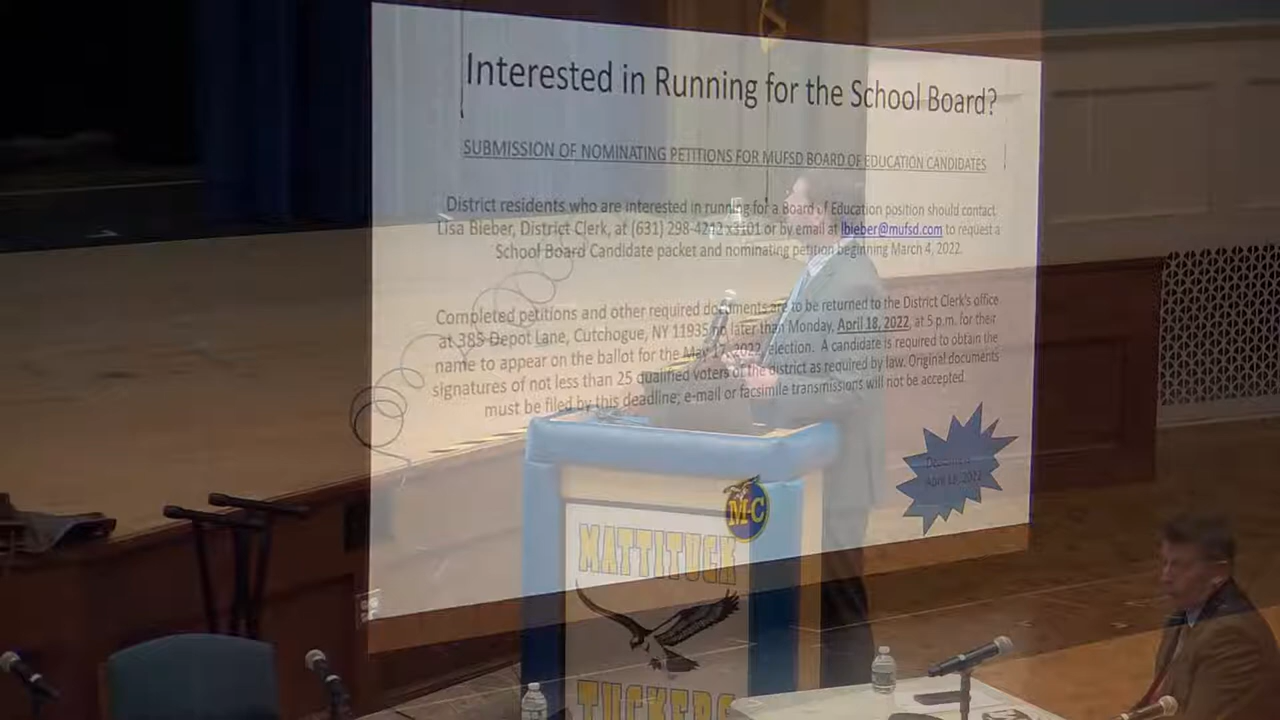 Interested in Running for the School Board?
SUBMISSION OF NOMINATING PETITIONS FOR MUFSD BOARD OF EDUCATION CANDIDATES
District residents who are interested in running for a Board of Education position should contact
Lisa Bieber, District Clerk, at (631) 298-4242 x3101 or by email at lbieber@mufsd.com to request a
School Board Candidate packet and nominating petition beginning March 4, 2022.
Completed petitions and other required documents are to be returned to the District Clerk's office
at 385 Depot Lane, Cutchogue, NY 11935 no later than Monday, April 18, 2022, at 5 p.m. for their
name to appear on the ballot for the May 17, 2022 election. A candidate is required to obtain the
signatures of not less than 25 qualified voters of the district as required by law. Original documents
must be filed by this deadline; e-mail or facsimile transmissions will not be accepted.
April 18, 2022
M-C
MATTITUCK
TUCKERS